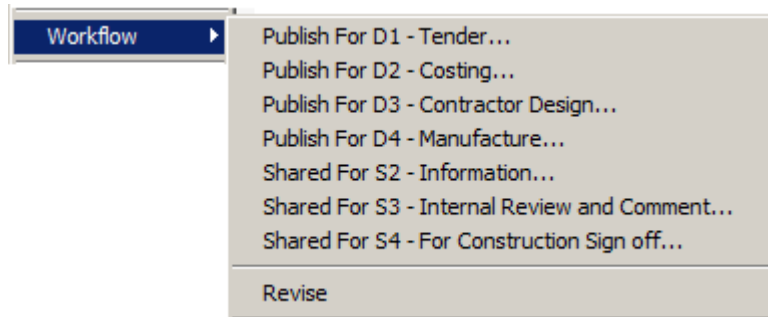 Workflow
Publish For D1 - Tender...
Publish For D2 - Costing...
Publish For D3 - Contractor Design...
Publish For D4 - Manufacture...
Shared For S2 - Information...
Shared For S3 - Internal Review and Comment...
Shared For S4 - For Construction Sign off...
Revise